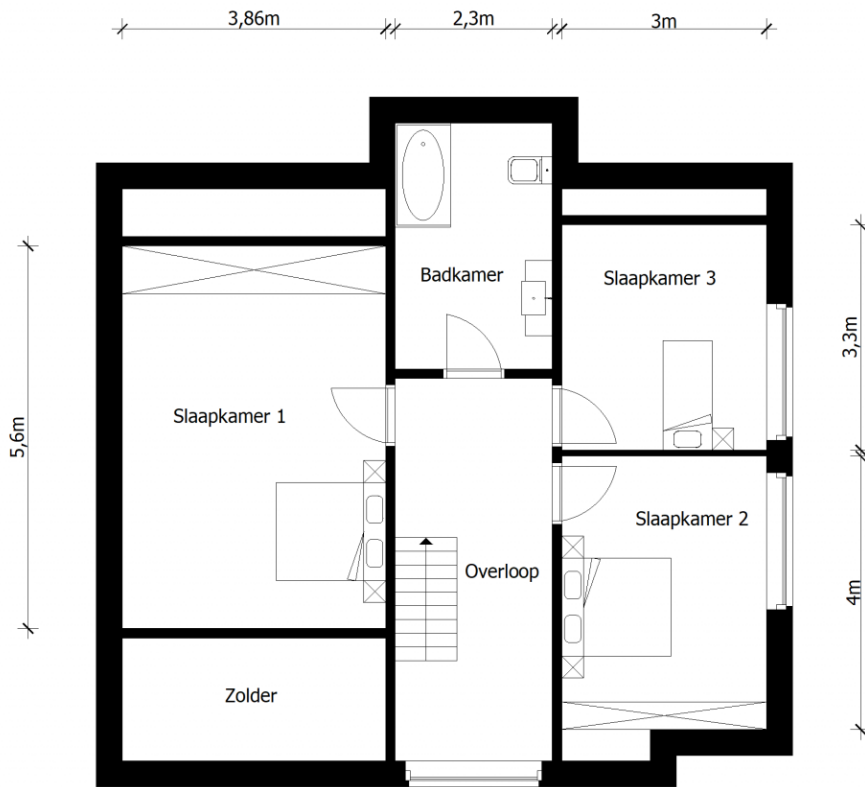 3,86m
2,3m
3m
Badkamer
Slaapkamer 3
3,3m
Slaapkamer 1
5,6m
Slaapkamer 2
Overloop
4m
Zolder